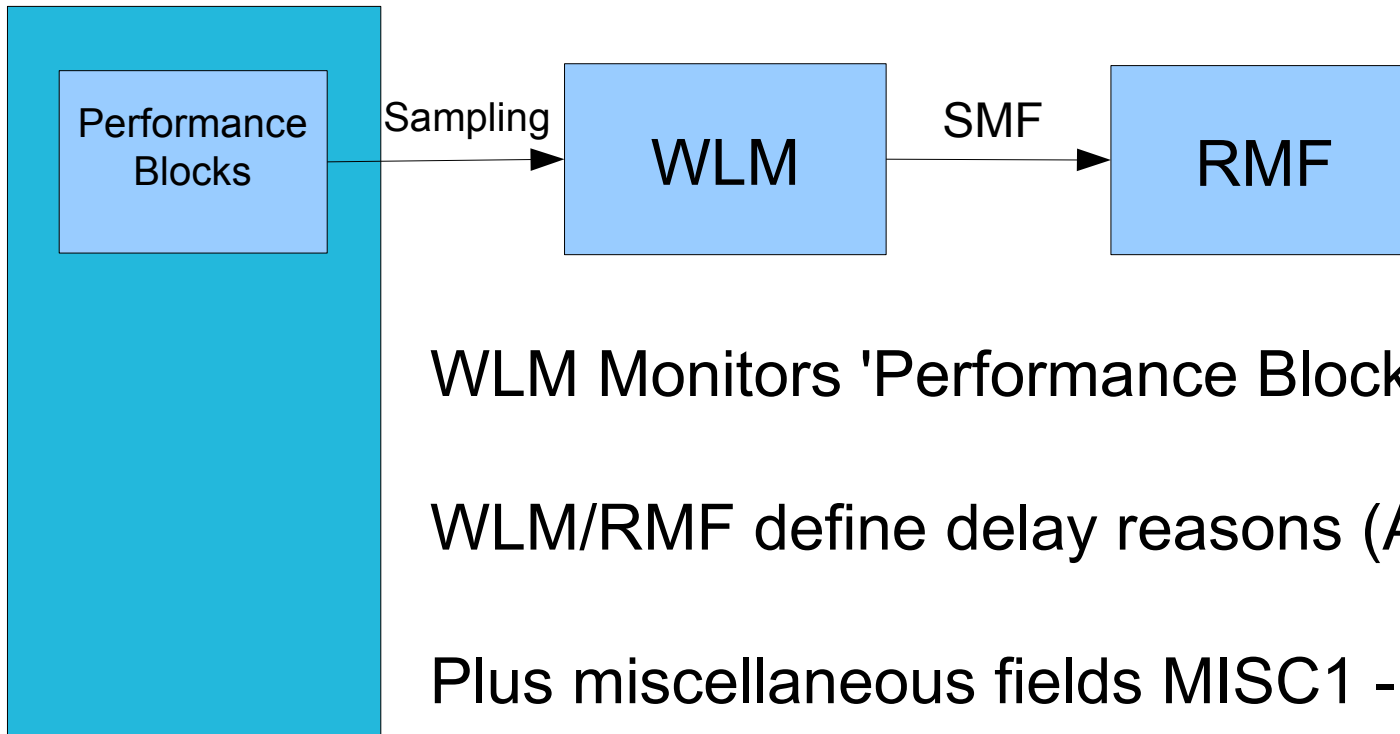 Performance
Blocks
Sampling
WLM
SMF
RMF
WLM Monitors 'Performance Block
WLM/RMF define delay reasons (A
Plus miscellaneous fields MISC1 -